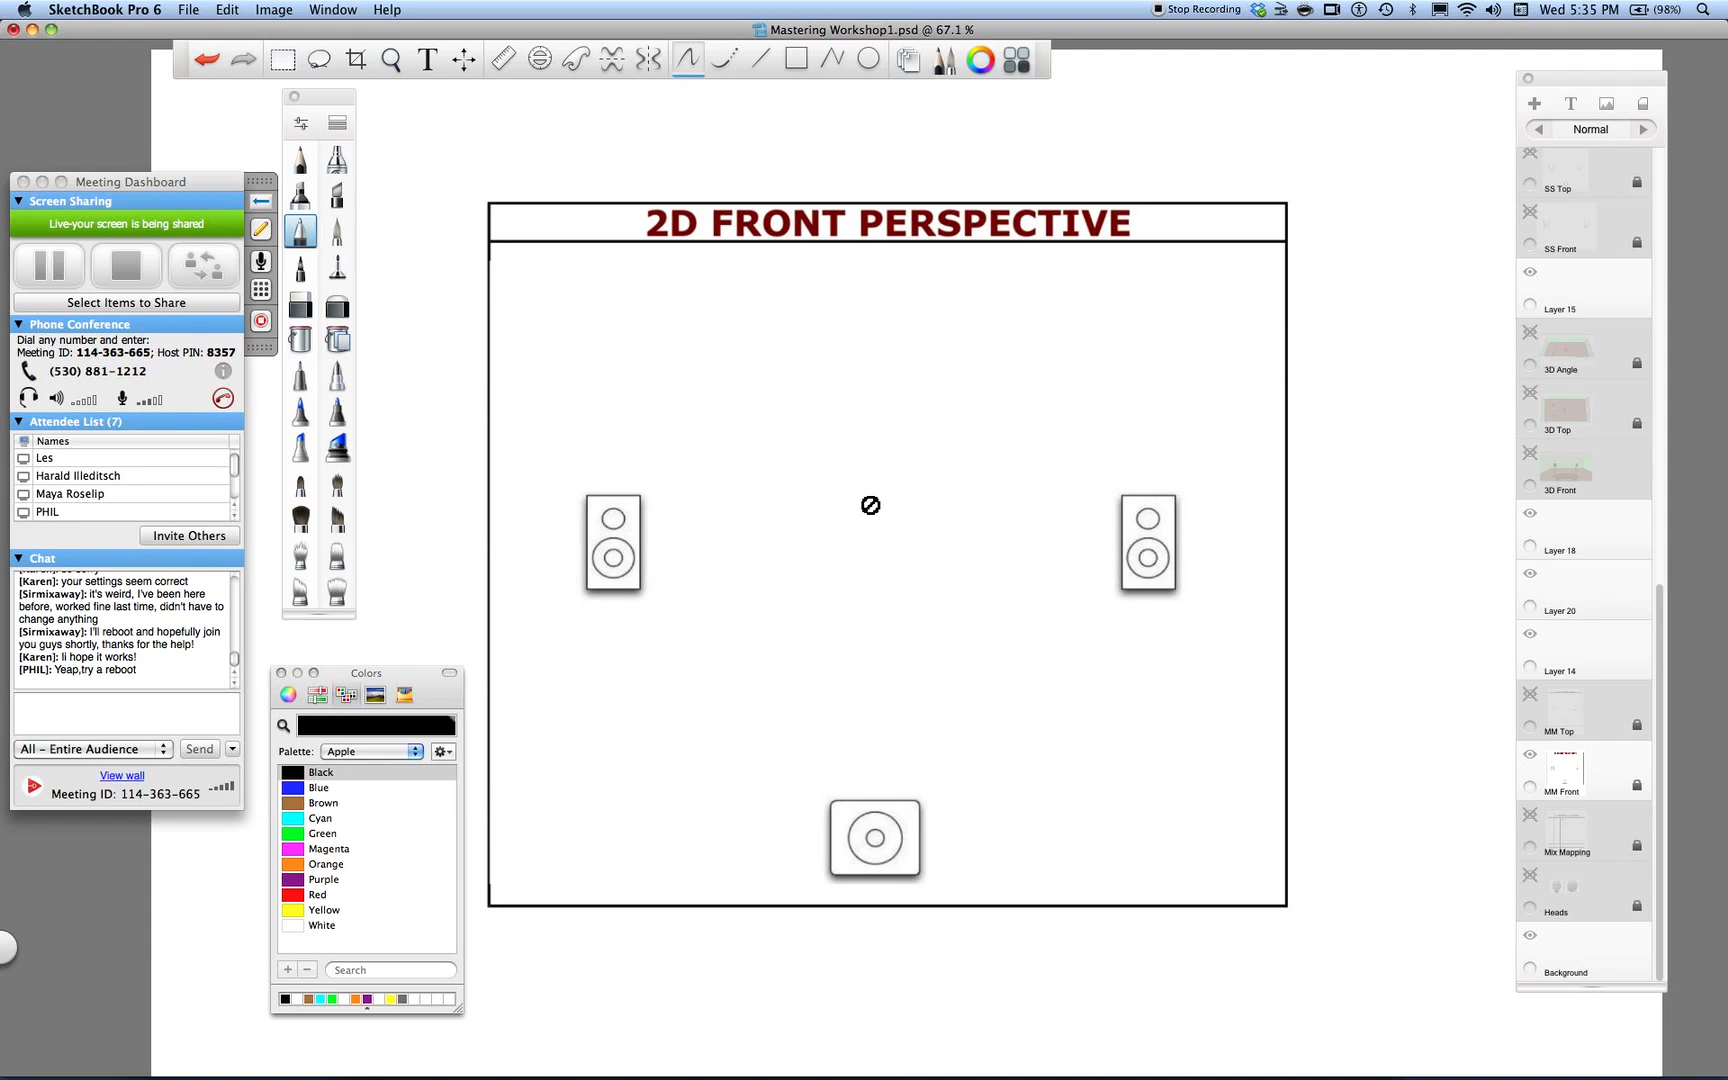 SketchBook Pro 6 File Edit Image Window Help
Stop Recording Wed 5:35 PM (98%)
Mastering Workshop1.psd @ 67.1 %
T
T
Normal
Meeting Dashboard
Screen Sharing
Live-your screen is being shared
Select Items to Share
Phone Conference
Dial any number and enter:
Meeting ID: 114-363-665; Host PIN: 8357
(530) 881-1212
Attendee List (7)
Names
Les
Harald Illeditsch
Maya Roselip
PHIL
Invite Others
Chat
[Karen]: your settings seem correct
[Sirmixaway]: it's weird, I've been here
before, worked fine last time, didn't have to
change anything
[Sirmixaway]: I'll reboot and hopefully join
you guys shortly, thanks for the help!
[Karen]: Ii hope it works!
[PHIL]: Yeap,try a reboot
All - Entire Audience Send
View wall
Meeting ID: 114-363-665
2D FRONT PERSPECTIVE
Colors
Palette: Apple
Black
Blue
Brown
Cyan
Green
Magenta
Orange
Purple
Red
Yellow
White
Search
SS Top
SS Front
Layer 15
3D Angle
3D Top
3D Front
Layer 18
Layer 20
Layer 14
MM Top
MM Front
Mix Mapping
Heads
Background